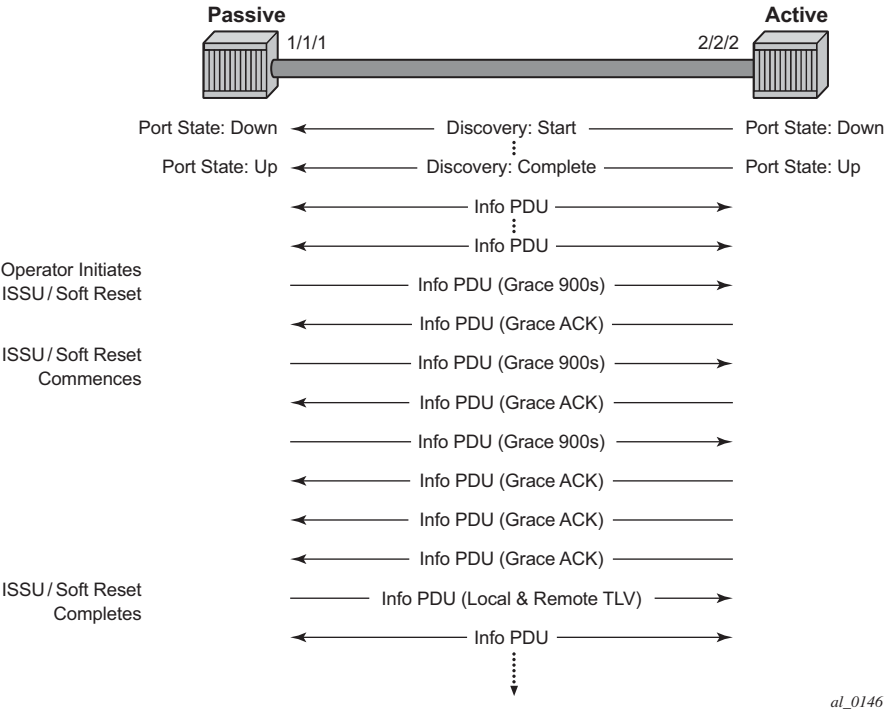 Passive Active
1/1/1 2/2/2
Port State: Down Discovery: Start Port State: Down
Port State: Up Discovery: Complete Port State: Up
Info PDU
Info PDU
Operator Initiates
ISSU / Soft Reset
Info PDU (Grace 900s)
Info PDU (Grace ACK)
ISSU / Soft Reset
Commences
Info PDU (Grace 900s)
Info PDU (Grace ACK)
Info PDU (Grace 900s)
Info PDU (Grace ACK)
Info PDU (Grace ACK)
Info PDU (Grace ACK)
ISSU / Soft Reset
Completes
Info PDU (Local & Remote TLV)
Info PDU
al_0146